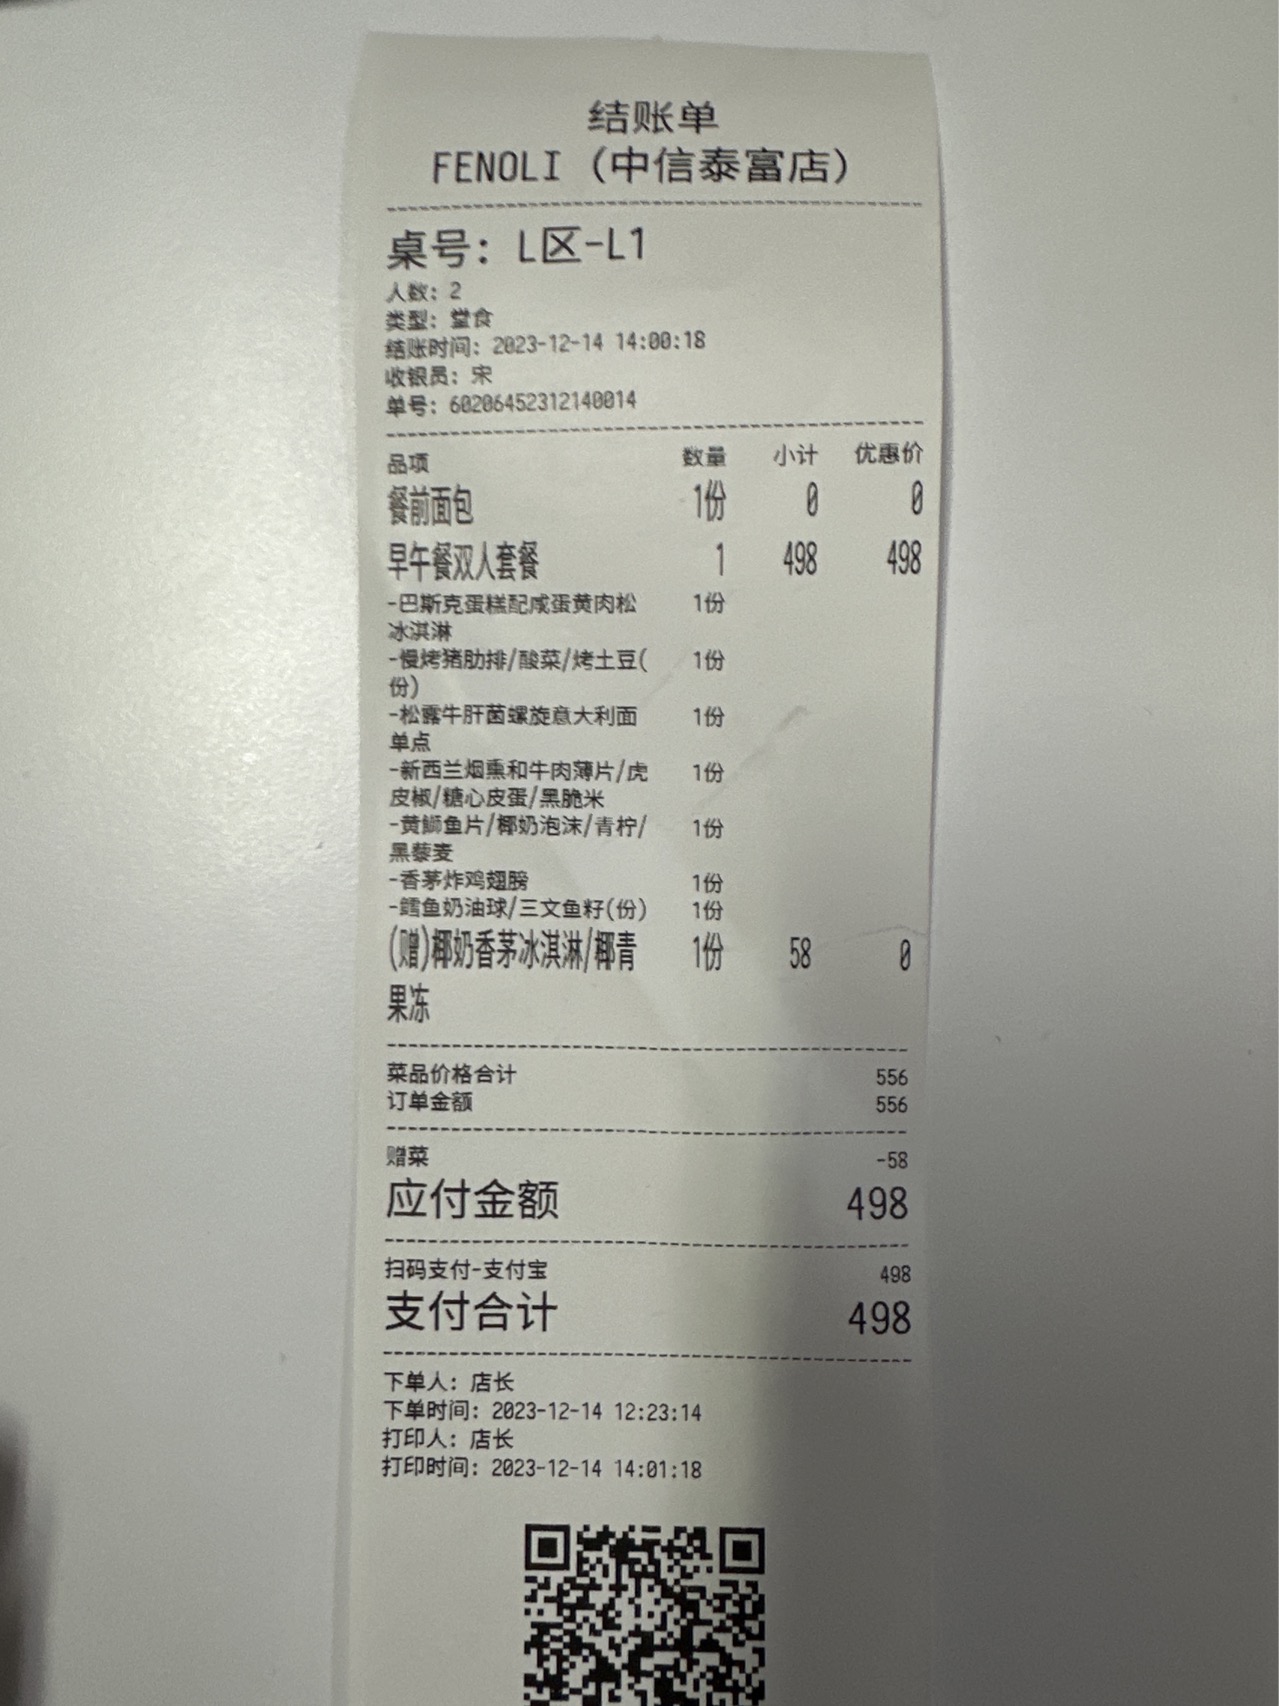 结账单
FENOLI (中信泰富店)
桌号: L区-L1
人数: 2
类型: 堂食
结账时间: 2023-12-14 14:00:18
收银员: 宋
单号: 60206452312140014
品项 数量 小计 优惠价
餐前面包 1份 0 0
早午餐双人套餐 1 498 498
-巴斯克蛋糕配咸蛋黄肉松 1份
冰淇淋
-慢烤猪肋排/酸菜/烤土豆( 1份
份)
-松露牛肝菌螺旋意大利面 1份
单点
-新西兰烟熏和牛肉薄片/虎 1份
皮椒/糖心皮蛋/黑脆米
-黄鰤鱼片/椰奶泡沫/青柠/ 1份
黑藜麦
-香茅炸鸡翅膀 1份
-鳕鱼奶油球/三文鱼籽(份) 1份
(赠)椰奶香茅冰淇淋/椰青 1份 58 0
果冻
菜品价格合计 556
订单金额 556
赠菜 -58
应付金额 498
扫码支付-支付宝 498
支付合计 498
下单人: 店长
下单时间: 2023-12-14 12:23:14
打印人: 店长
打印时间: 2023-12-14 14:01:18